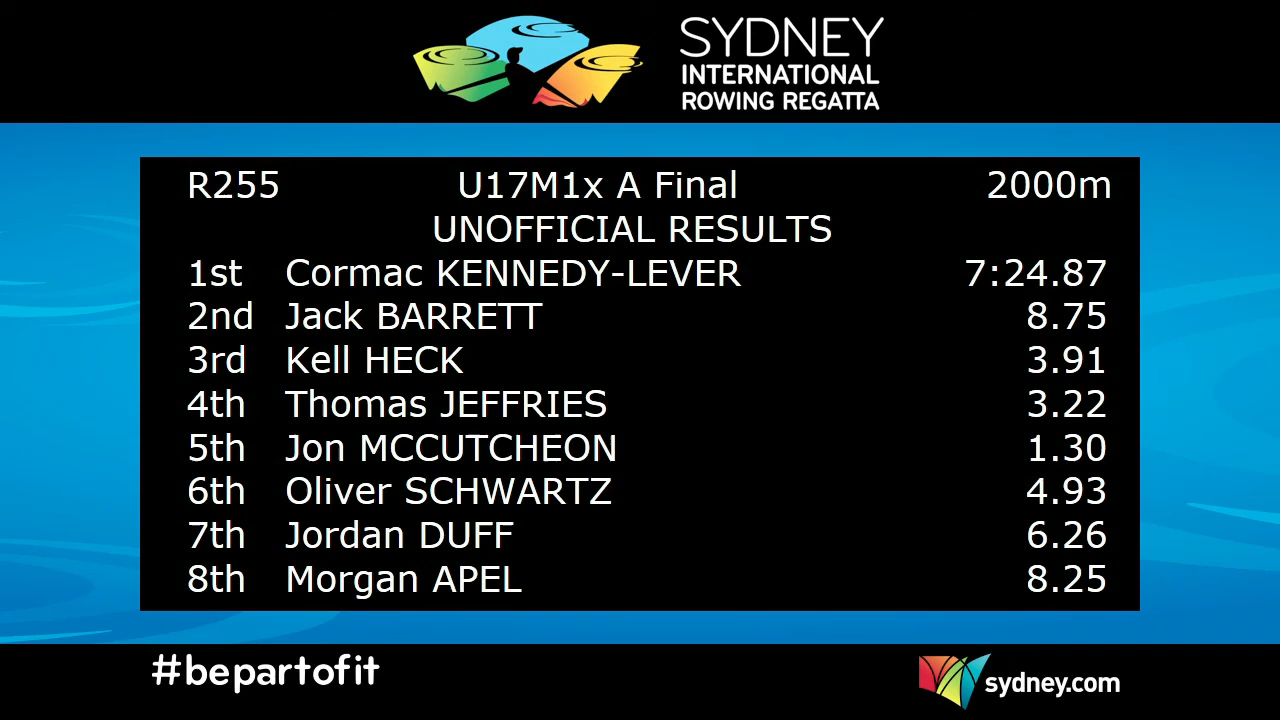 SYDNEY
INTERNATIONAL
ROWING REGATTA
R255 U17M1x A Final 2000m
UNOFFICIAL RESULTS
1st Cormac KENNEDY-LEVER 7:24.87
2nd Jack BARRETT 8.75
3rd Kell HECK 3.91
4th Thomas JEFFRIES 3.22
5th Jon MCCUTCHEON 1.30
6th Oliver SCHWARTZ 4.93
7th Jordan DUFF 6.26
8th Morgan APEL 8.25
#bepartofit sydney.com